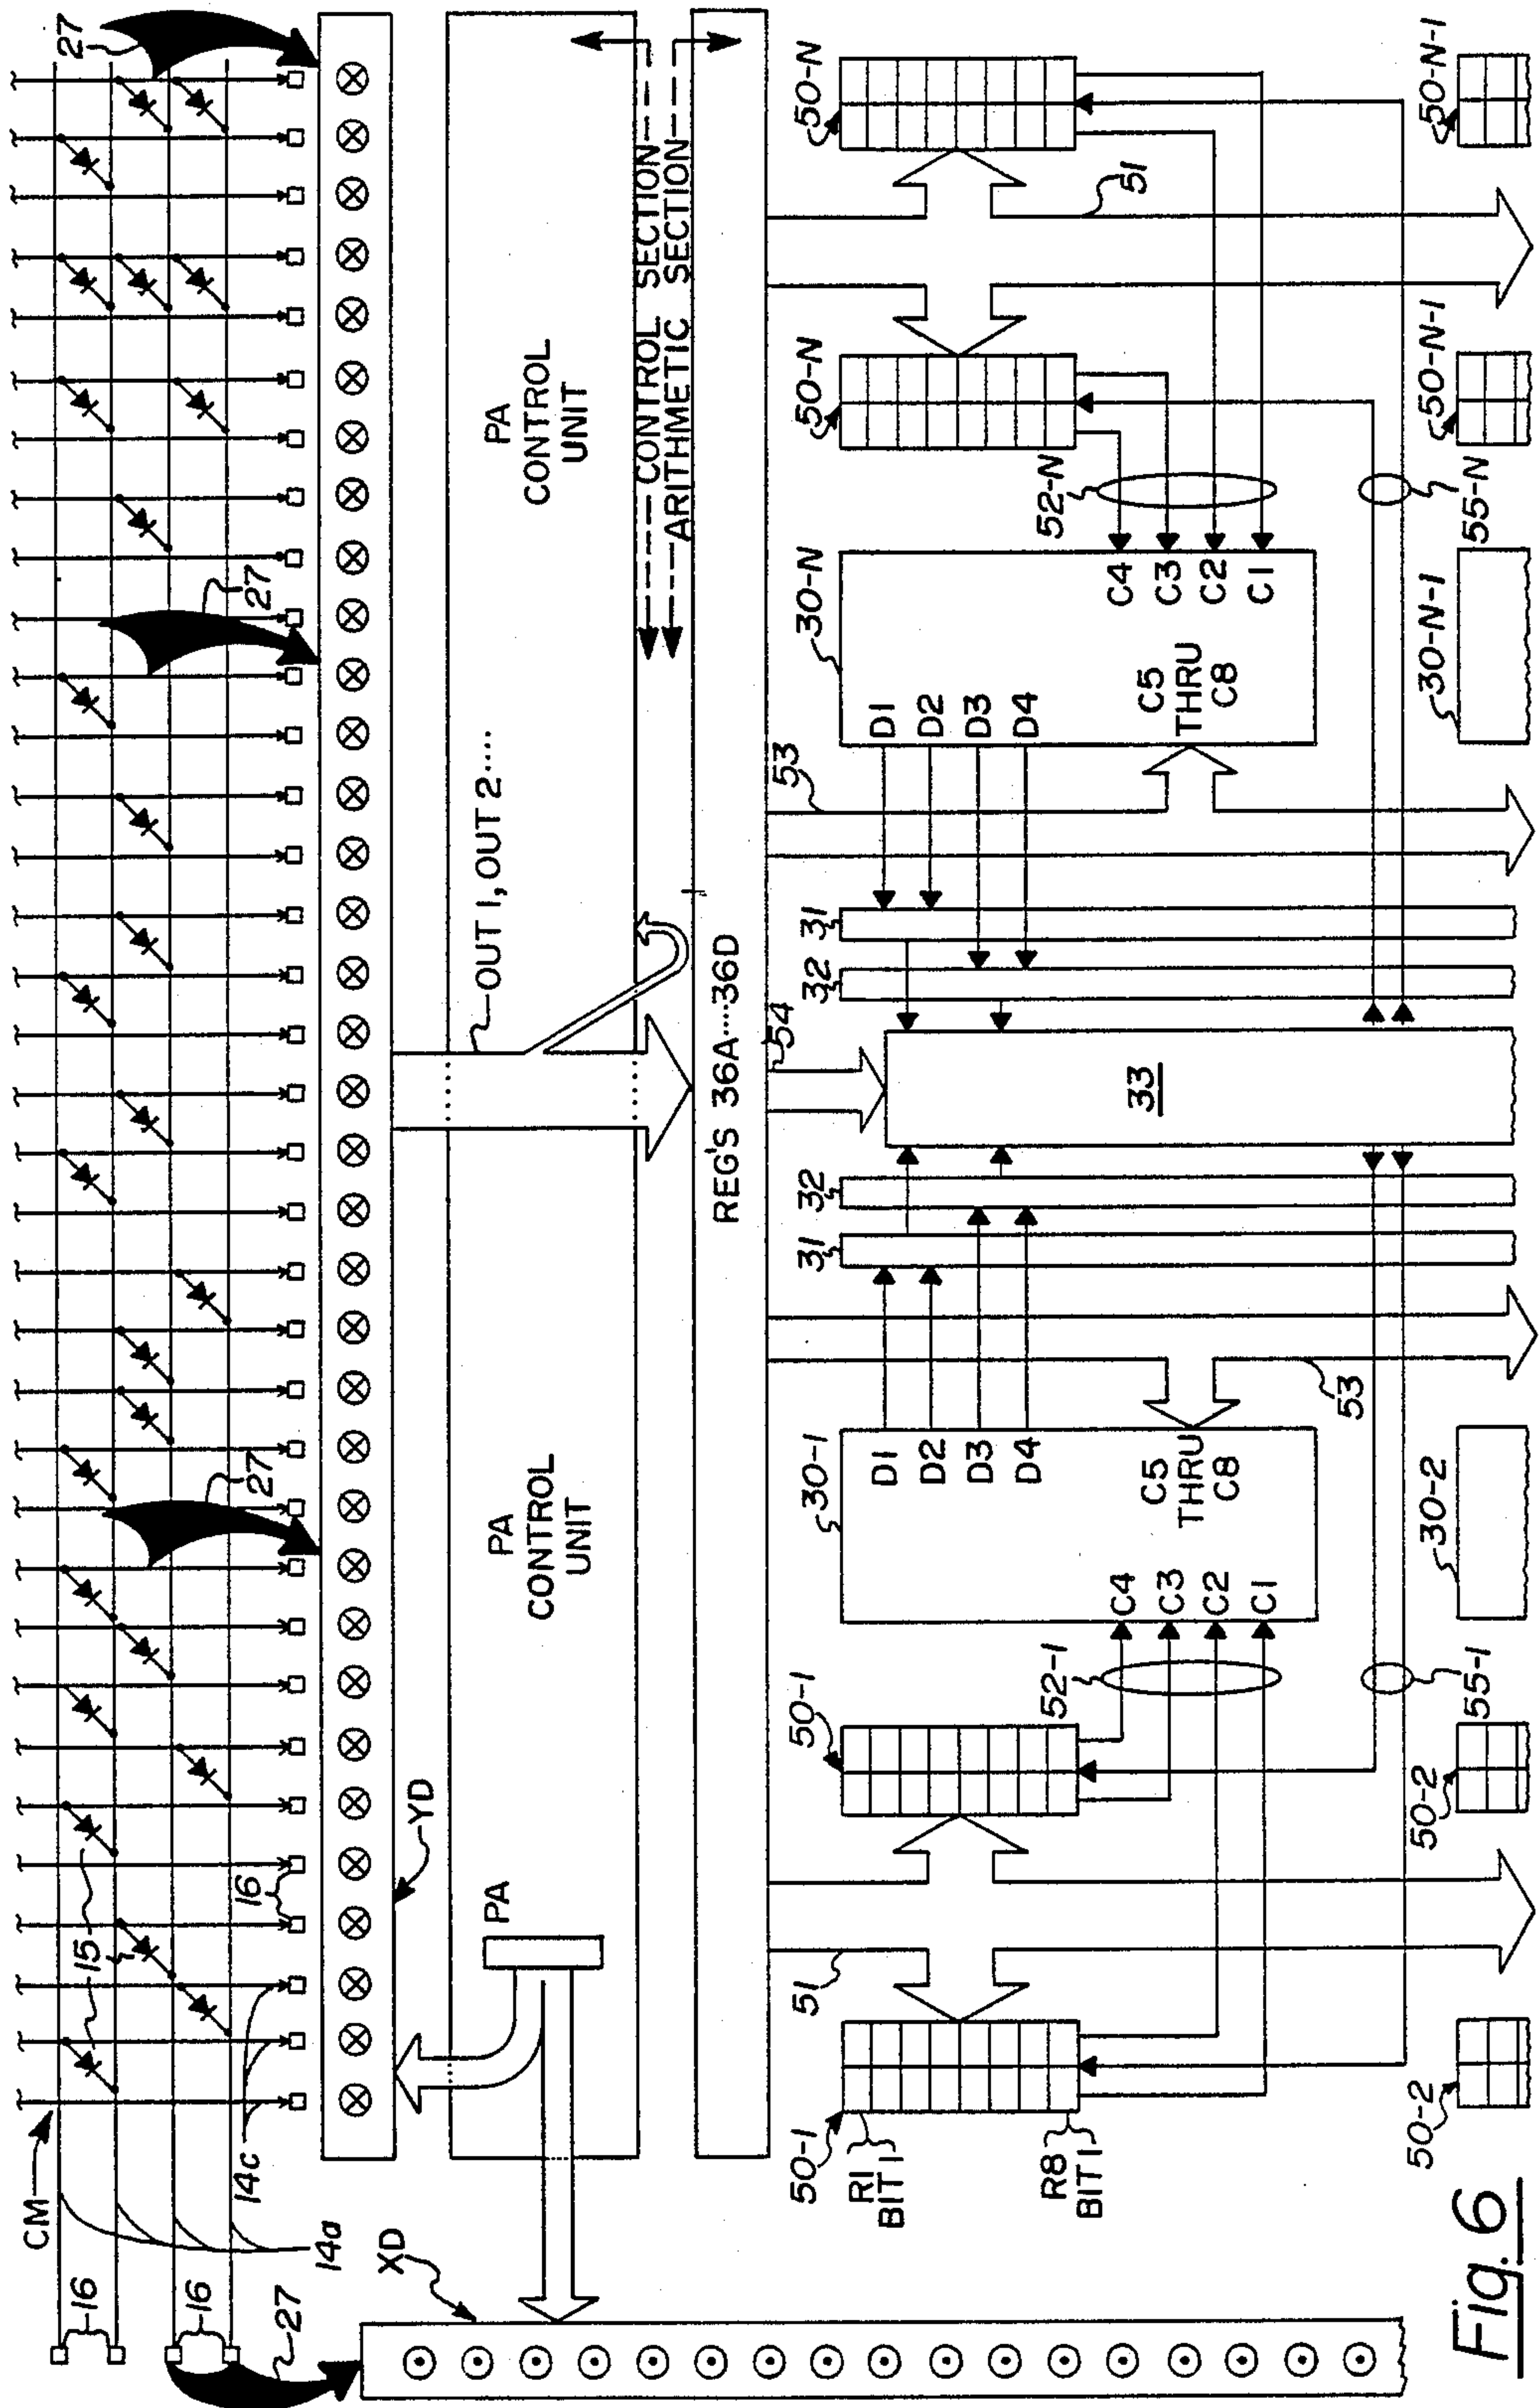 27
16
16
CM
14a
14c
15
16
27
27
27
XD
YD
PA
PA
CONTROL
UNIT
OUT 1, OUT 2....
PA
CONTROL
UNIT
CONTROL SECTION
ARITHMETIC SECTION
REG'S 36A....36D
50-1
R1
BIT 1
R8
BIT 1
51
50-1
52-1
C4
C3
C2
C1
30-1
D1
D2
D3
D4
C5
THRU
C8
53
31
32
54
33
32
31
53
30-N
D1
D2
D3
D4
C5
THRU
C8
C4
C3
C2
C1
52-N
50-N
51
50-N
50-2
50-2
55-1
30-2
30-N-1
55-N
50-N-1
50-N-1
Fig. 6